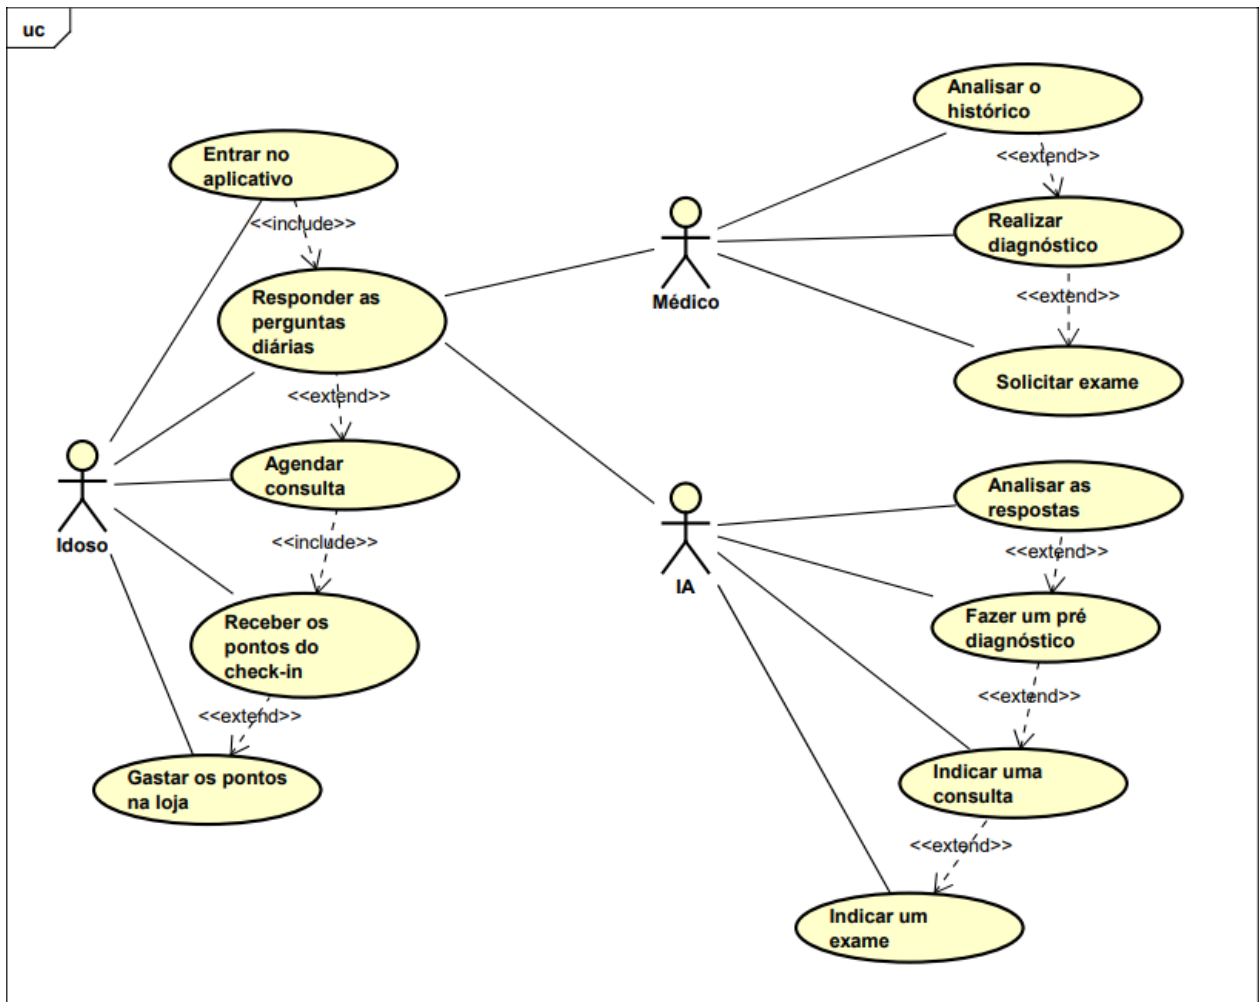 uc
Entrar no
aplicativo
<<include>>
Responder as
perguntas
diárias
<<extend>>
Agendar
consulta
<<include>>
Receber os
pontos do
check-in
<<extend>>
Gastar os pontos
na loja
Idoso
Médico
Analisar o
histórico
<<extend>>
Realizar
diagnóstico
<<extend>>
Solicitar exame
IA
Analisar as
respostas
<<extend>>
Fazer um pré
diagnóstico
<<extend>>
Indicar uma
consulta
<<extend>>
Indicar um
exame